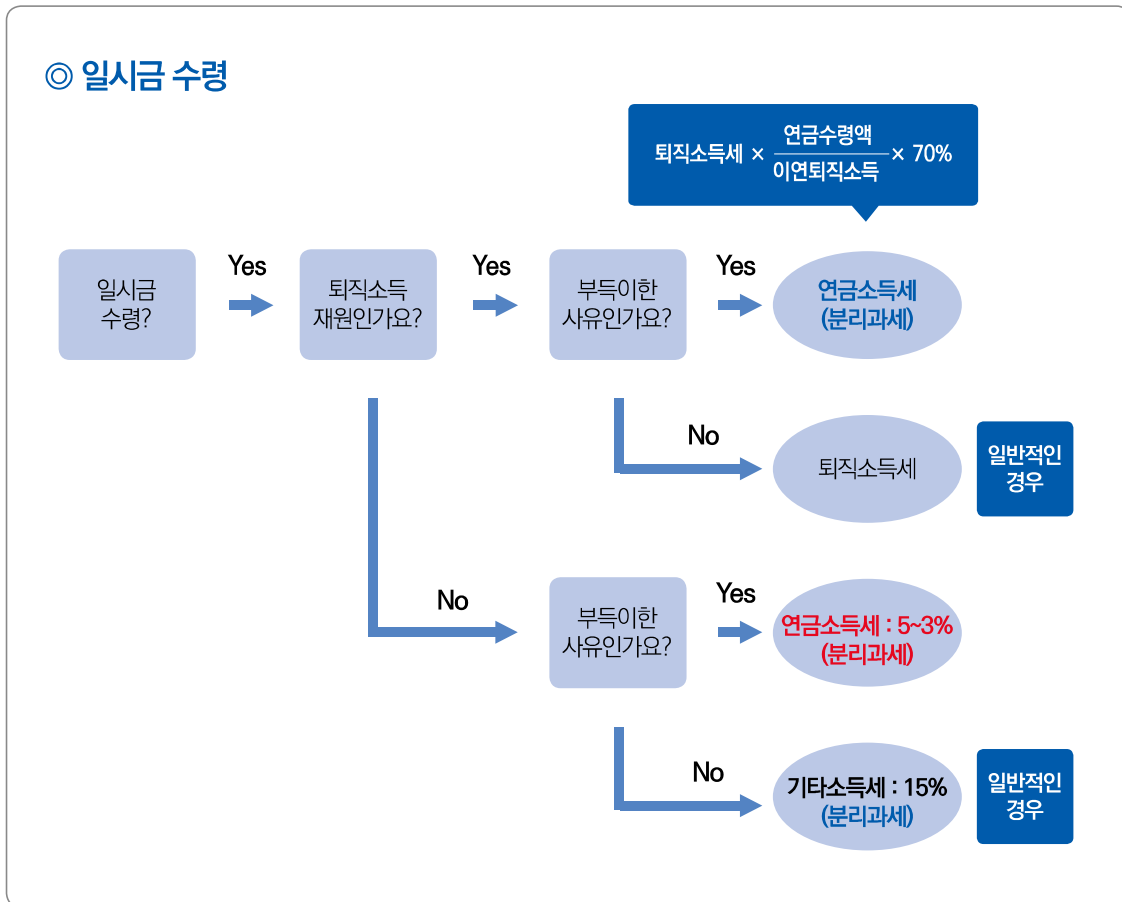 ◎ 일시금 수령
퇴직소득세 × 연금수령액 / 이연퇴직소득 × 70%
일시금
수령?
Yes
퇴직소득
재원인가요?
Yes
부득이한
사유인가요?
Yes
연금소득세
(분리과세)
No
퇴직소득세
일반적인
경우
No
부득이한
사유인가요?
Yes
연금소득세 : 5~3%
(분리과세)
No
기타소득세 : 15%
(분리과세)
일반적인
경우